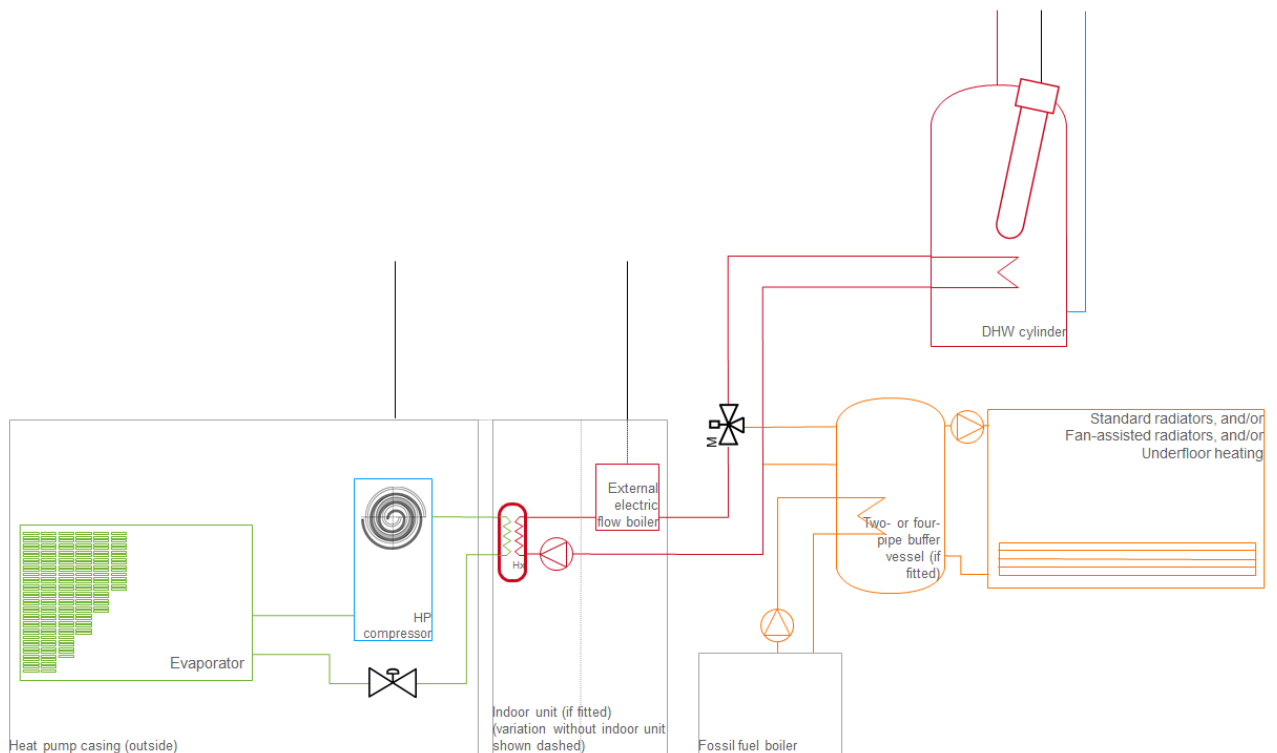 DHW cylinder
Standard radiators, and/or
Fan-assisted radiators, and/or
Underfloor heating
M
External
electric
flow boiler
Two- or four-
pipe buffer
vessel (if
fitted)
Hx
HP
compressor
Evaporator
Indoor unit (if fitted)
(variation without indoor unit
shown dashed)
Heat pump casing (outside)
Fossil fuel boiler